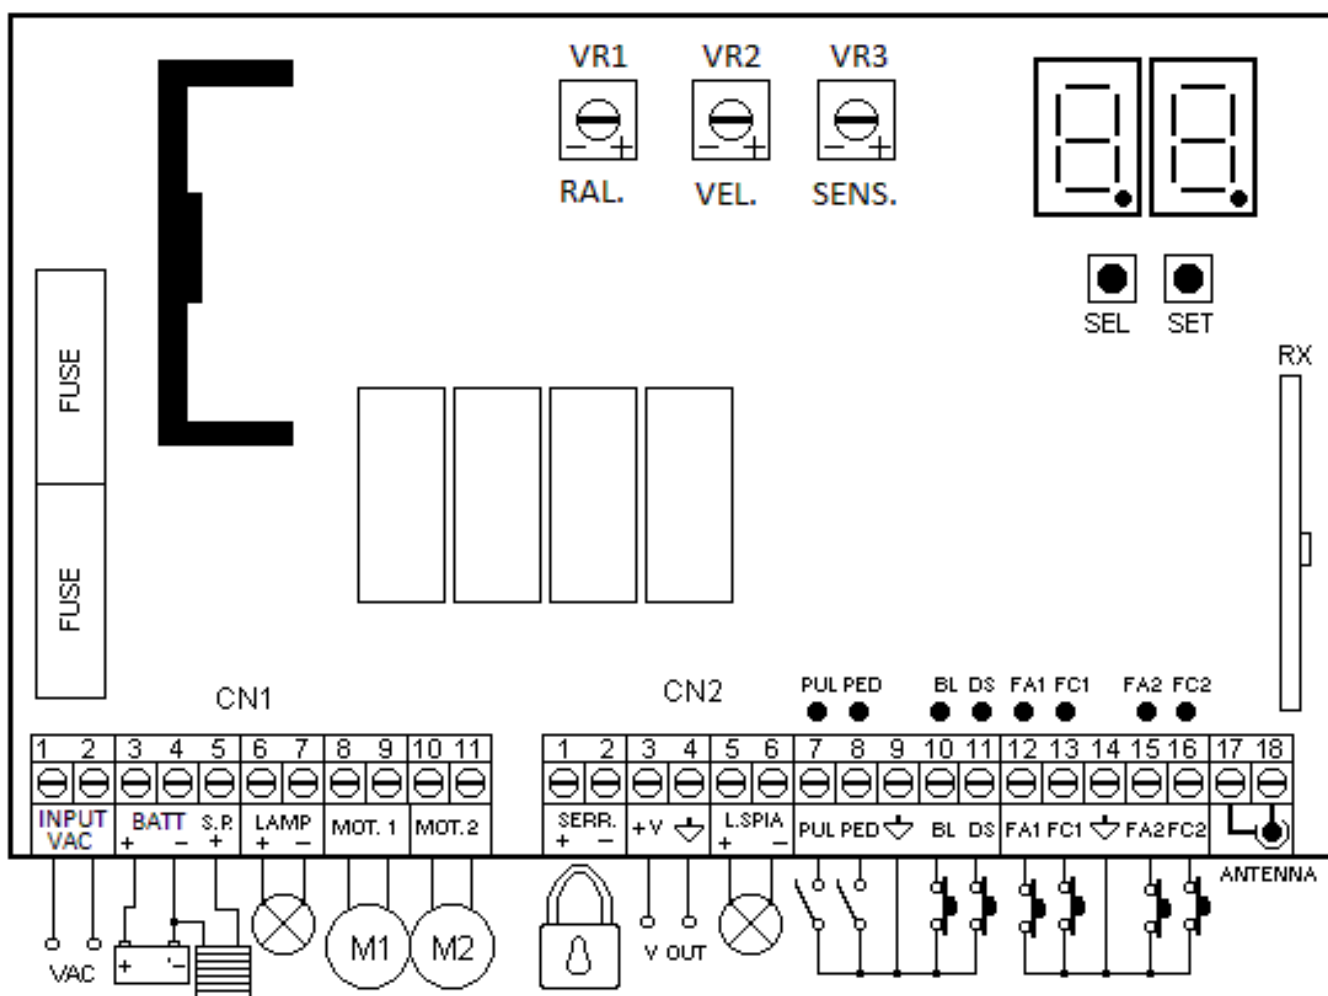 VR1 VR2 VR3
- + - + - +
RAL. VEL. SENS.
SEL SET
RX
FUSE
FUSE
CN1 CN2
PUL PED BL DS FA1 FC1 FA2 FC2
1 2 3 4 5 6 7 8 9 10 11
1 2 3 4 5 6 7 8 9 10 11 12 13 14 15 16 17 18
INPUT VAC
BATT + -
S.P. +
LAMP + -
MOT. 1
MOT. 2
SERR. + -
+V
L.SPIA + -
PUL PED BL DS FA1 FC1 FA2 FC2
ANTENNA
VAC
+ -
M1 M2
V OUT